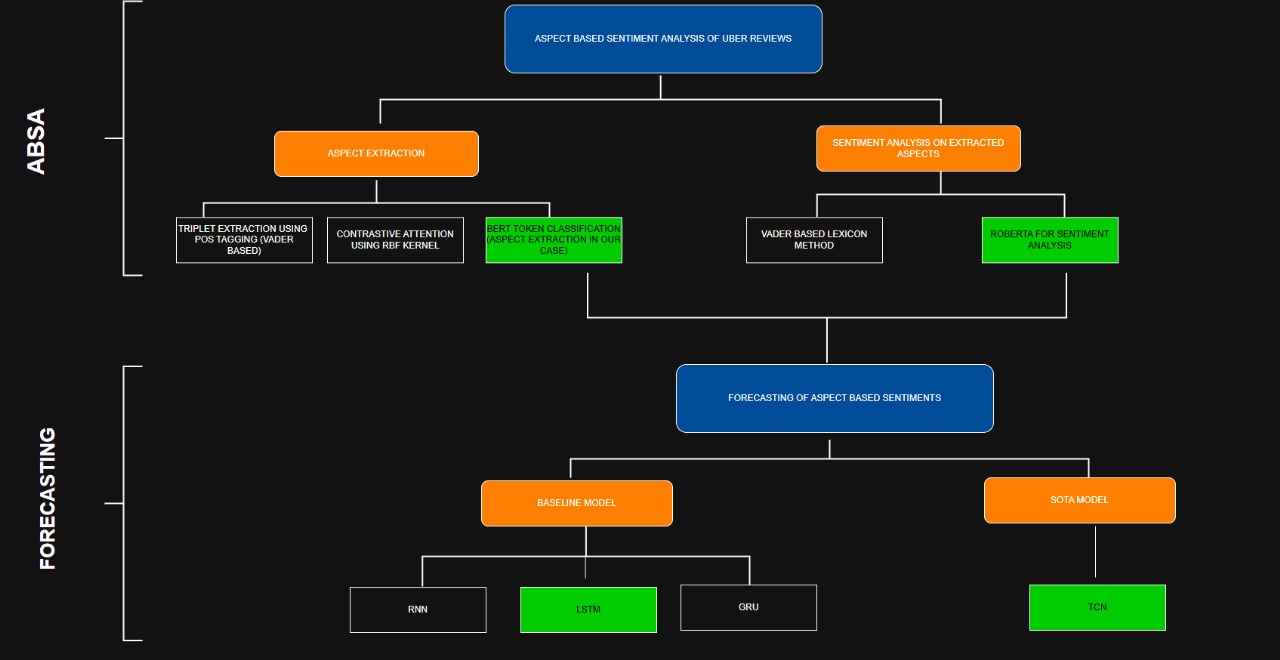 ABSA
ASPECT BASED SENTIMENT ANALYSIS OF UBER REVIEWS
ASPECT EXTRACTION
SENTIMENT ANALYSIS ON EXTRACTED
ASPECTS
TRIPLET EXTRACTION USING
POS TAGGING (VADER
BASED)
CONTRASTIVE ATTENTION
USING RBF KERNEL
BERT TOKEN CLASSIFICATION
(ASPECT EXTRACTION IN OUR
CASE)
VADER BASED LEXICON
METHOD
ROBERTA FOR SENTIMENT
ANALYSIS
FORECASTING
FORECASTING OF ASPECT BASED SENTIMENTS
BASELINE MODEL
SOTA MODEL
RNN
LSTM
GRU
TCN